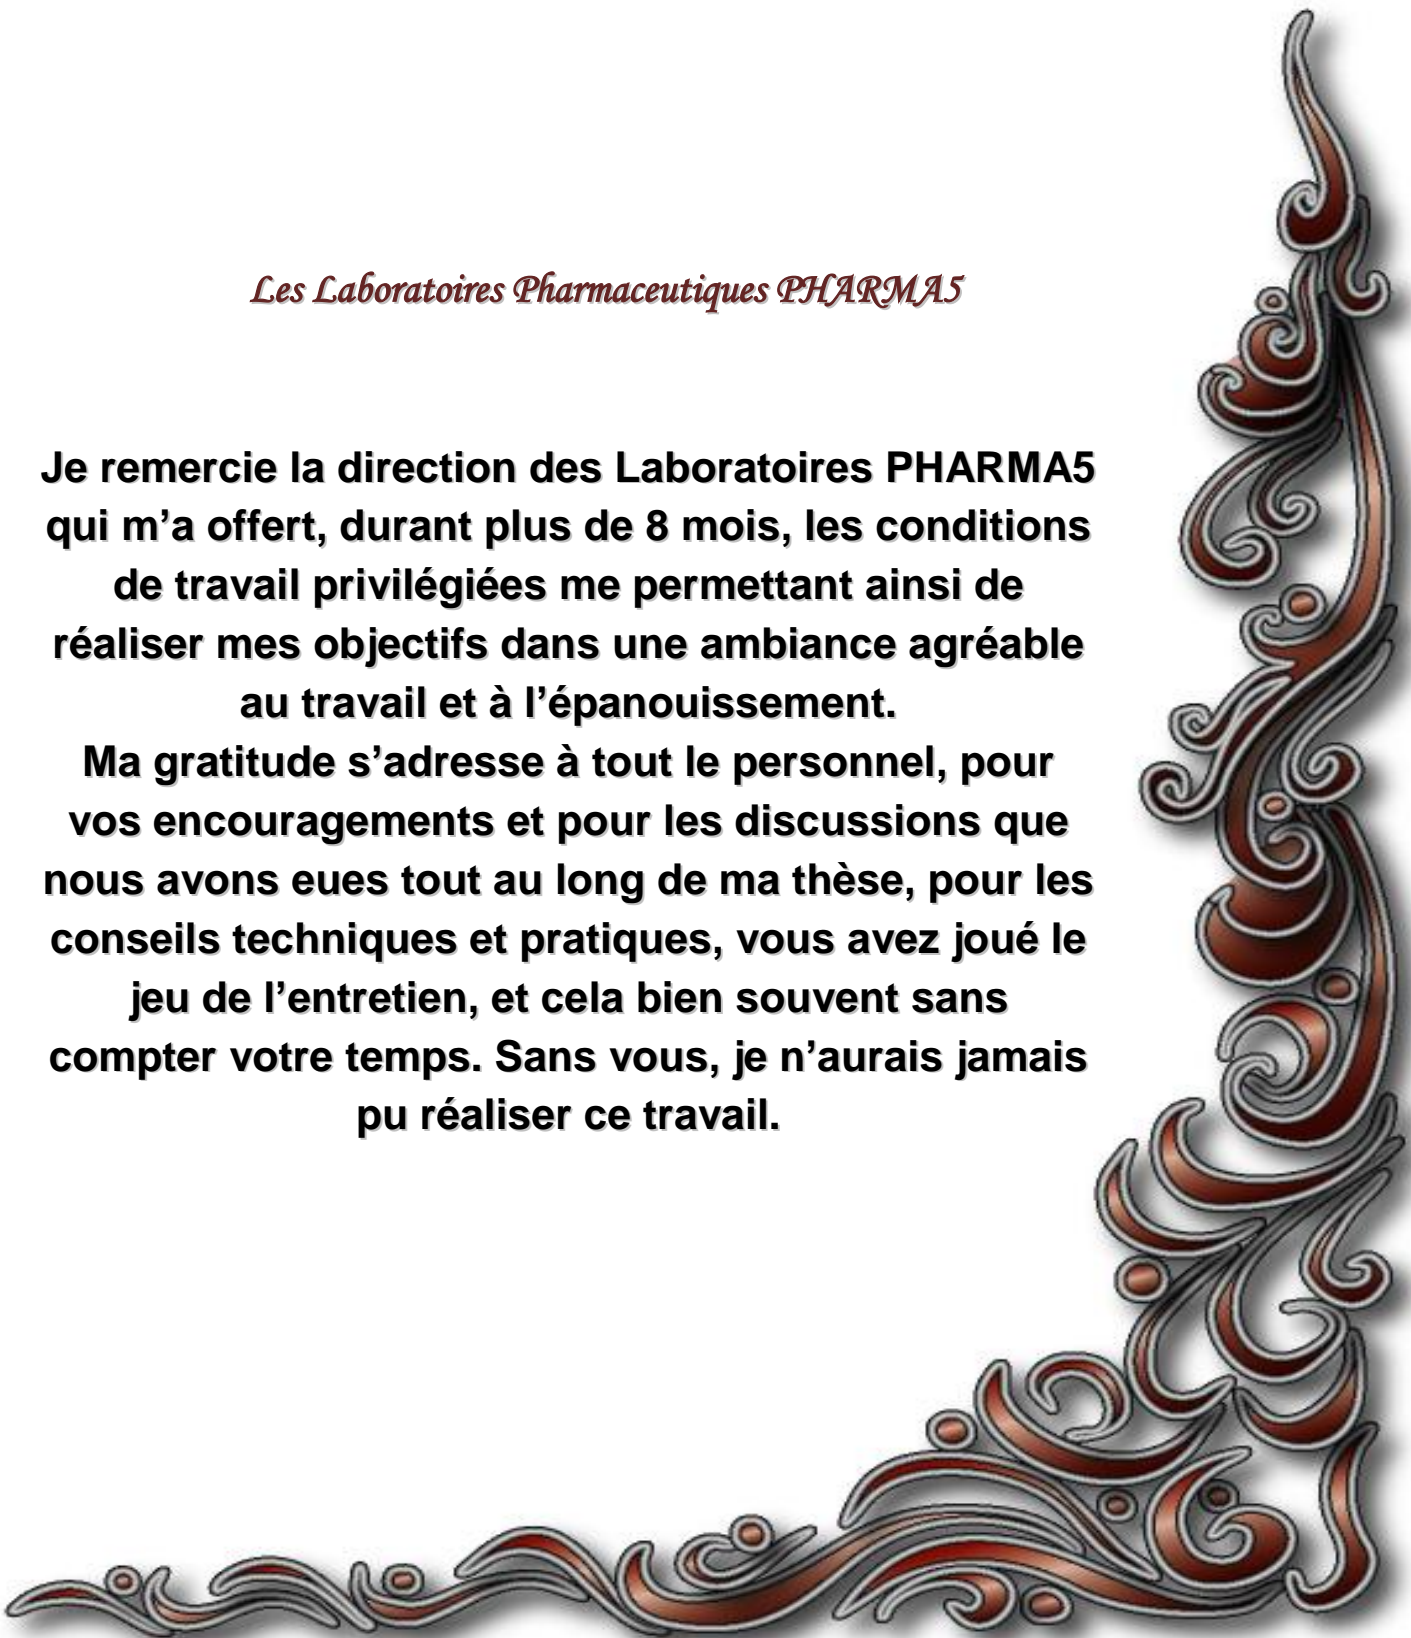 Les Laboratoires Pharmaceutiques PHARMA5
Je remercie la direction des Laboratoires PHARMA5
qui m’a offert, durant plus de 8 mois, les conditions
de travail privilégiées me permettant ainsi de
réaliser mes objectifs dans une ambiance agréable
au travail et à l’épanouissement.
Ma gratitude s’adresse à tout le personnel, pour
vos encouragements et pour les discussions que
nous avons eues tout au long de ma thèse, pour les
conseils techniques et pratiques, vous avez joué le
jeu de l’entretien, et cela bien souvent sans
compter votre temps. Sans vous, je n’aurais jamais
pu réaliser ce travail.